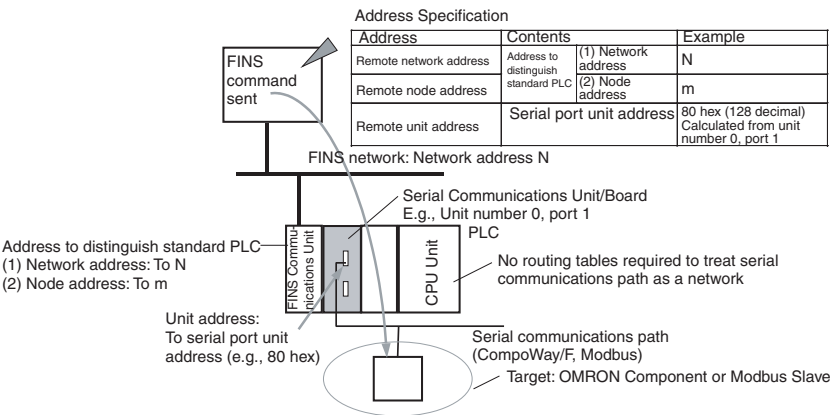 Address Specification
Address Contents Example
Remote network address Address to distinguish standard PLC (1) Network address N
Remote node address (2) Node address m
Remote unit address Serial port unit address 80 hex (128 decimal)
Calculated from unit
number 0, port 1
FINS
command
sent
FINS network: Network address N
Serial Communications Unit/Board
E.g., Unit number 0, port 1
PLC
FINS Commu-
nications Unit
CPU Unit
Address to distinguish standard PLC
(1) Network address: To N
(2) Node address: To m
No routing tables required to treat serial
communications path as a network
Unit address:
To serial port unit
address (e.g., 80 hex)
Serial communications path
(CompoWay/F, Modbus)
Target: OMRON Component or Modbus Slave